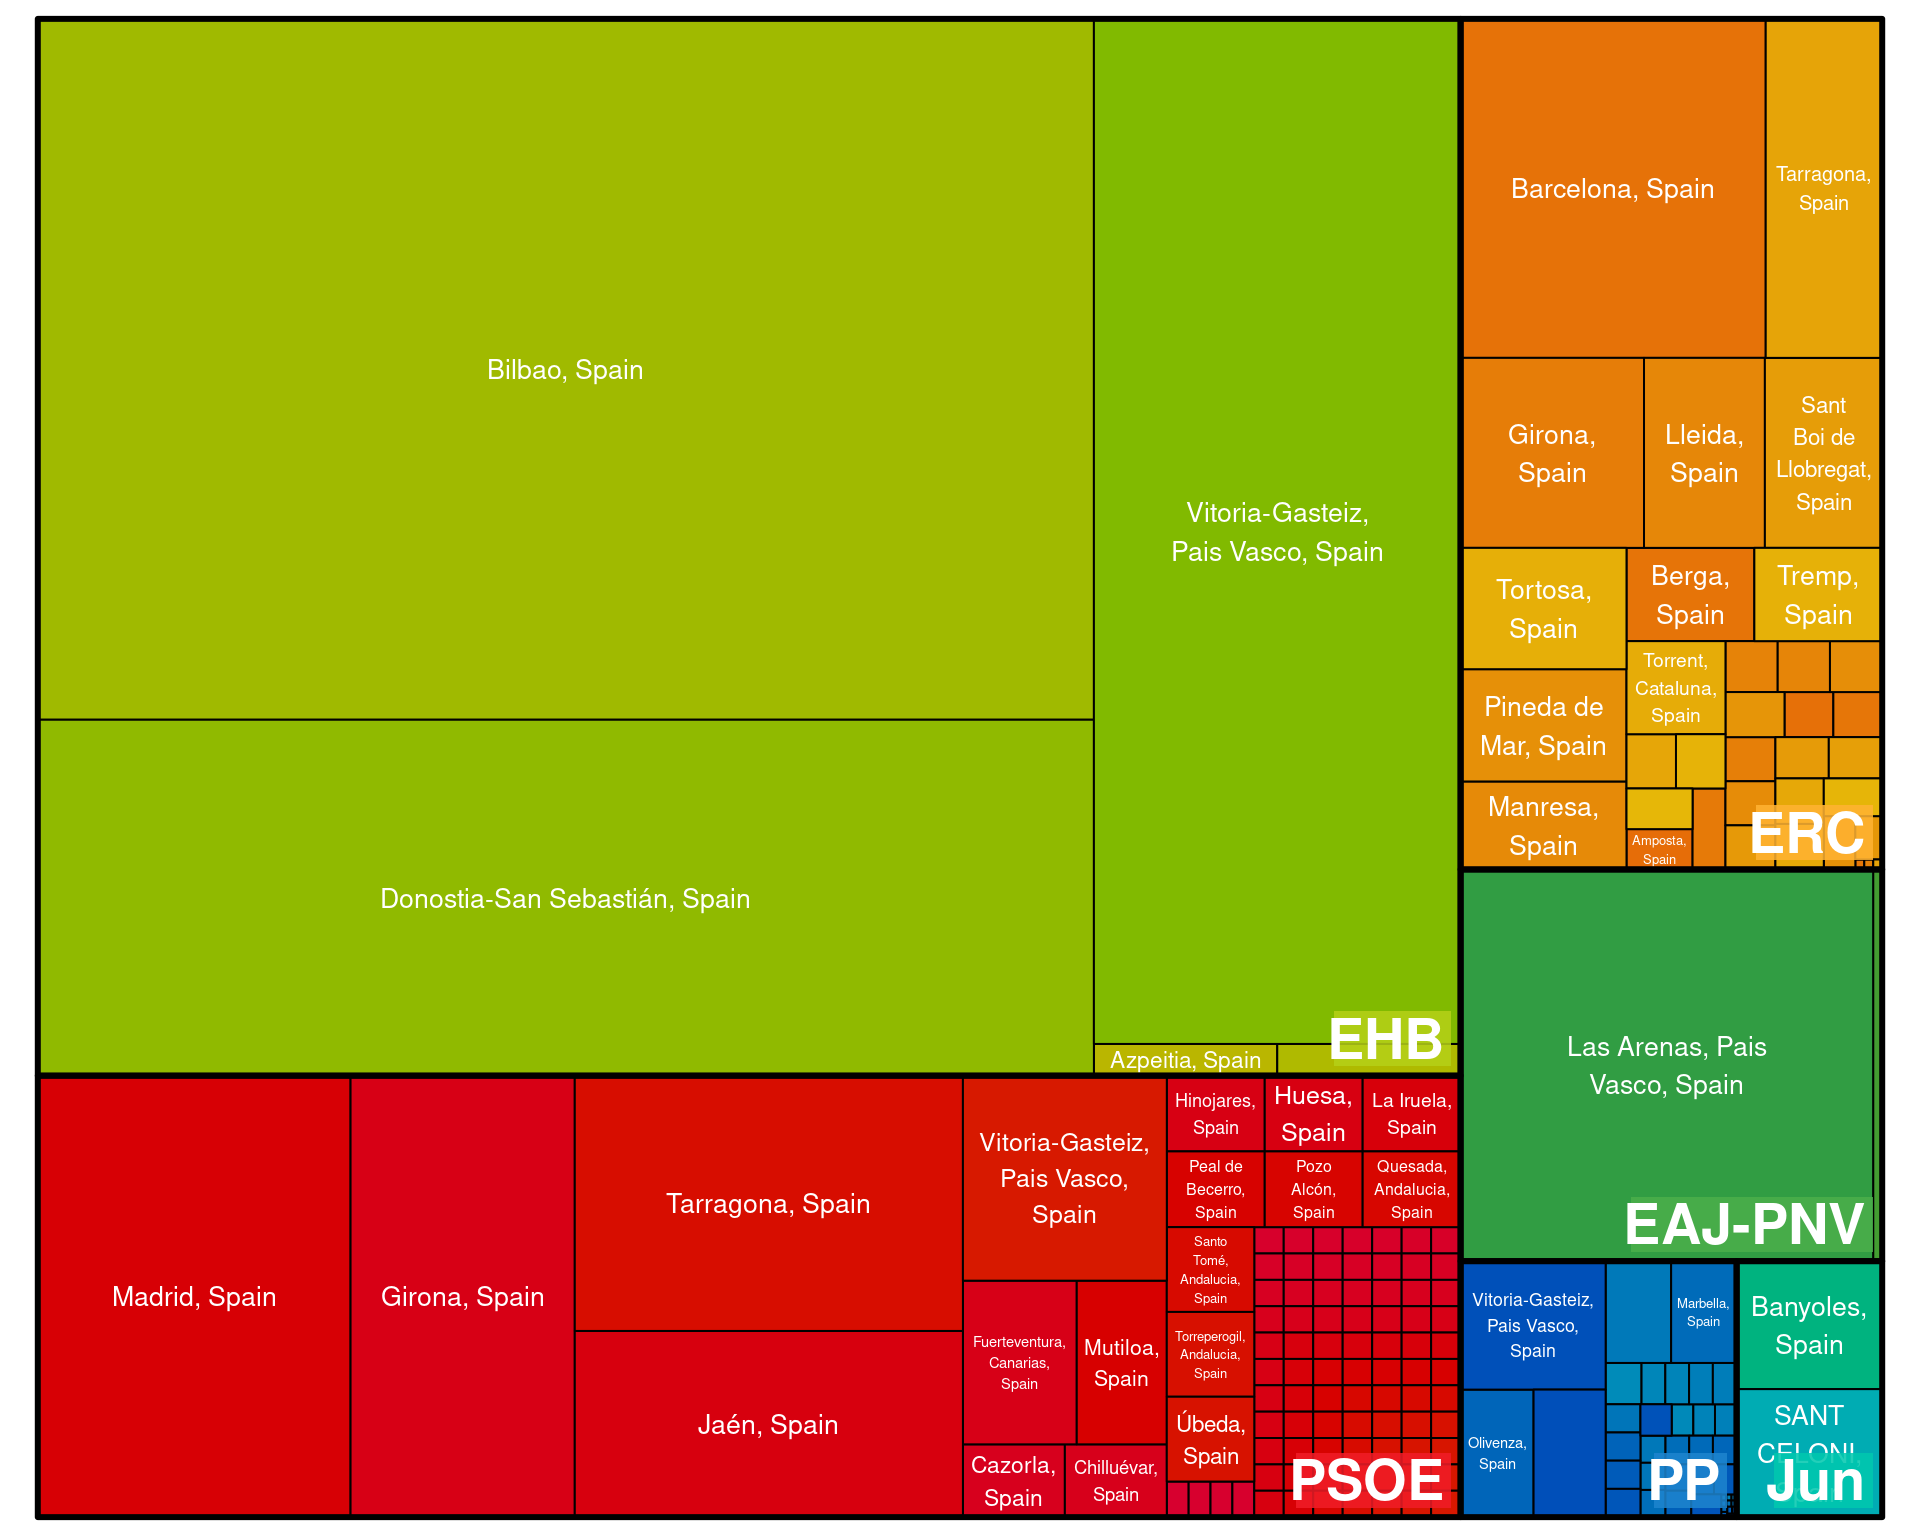 Bilbao, Spain
Donostia-San Sebastián, Spain
Vitoria-Gasteiz,
Pais Vasco, Spain
Azpeitia, Spain
EHB
Barcelona, Spain
Tarragona,
Spain
Girona,
Spain
Lleida,
Spain
Sant
Boi de
Llobregat,
Spain
Tortosa,
Spain
Berga,
Spain
Tremp,
Spain
Pineda de
Mar, Spain
Torrent,
Cataluna,
Spain
Manresa,
Spain
Amposta,
Spain
ERC
Las Arenas, Pais
Vasco, Spain
EAJ-PNV
Madrid, Spain
Girona, Spain
Tarragona, Spain
Jaén, Spain
Vitoria-Gasteiz,
Pais Vasco,
Spain
Fuerteventura,
Canarias,
Spain
Mutiloa,
Spain
Cazorla,
Spain
Chilluévar,
Spain
Hinojares,
Spain
Huesa,
Spain
La Iruela,
Spain
Peal de
Becerro,
Spain
Pozo
Alcón,
Spain
Quesada,
Andalucia,
Spain
Santo
Tomé,
Andalucia,
Spain
Torreperogil,
Andalucia,
Spain
Úbeda,
Spain
PSOE
Vitoria-Gasteiz,
Pais Vasco,
Spain
Marbella,
Spain
Olivenza,
Spain
PP
Banyoles,
Spain
SANT
CELONI,
Jun